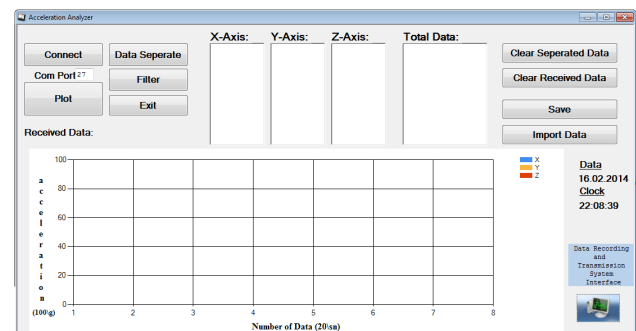 Acceleration Analyzer
X-Axis: Y-Axis: Z-Axis: Total Data:
Connect Data Seperate Clear Seperated Data
Com Port 27 Filter Clear Received Data
Plot Exit Save
Received Data: Import Data
100 X
Y
Z
80
60
40
20
0
acceleration
(100\g)
1 2 3 4 5 6 7 8
Number of Data (20\sn)
Data
16.02.2014
Clock
22:08:39
Data Recording
and
Transmission
System
Interface